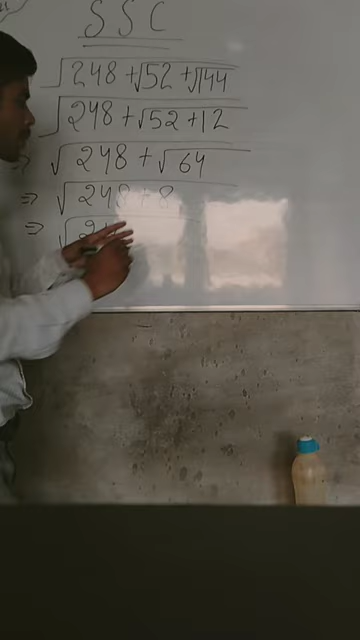 SSC
√248 + √52 + √144
√248 + √52 + 12
⇒ √248 + √64
⇒ √248 + 8
⇒ √2